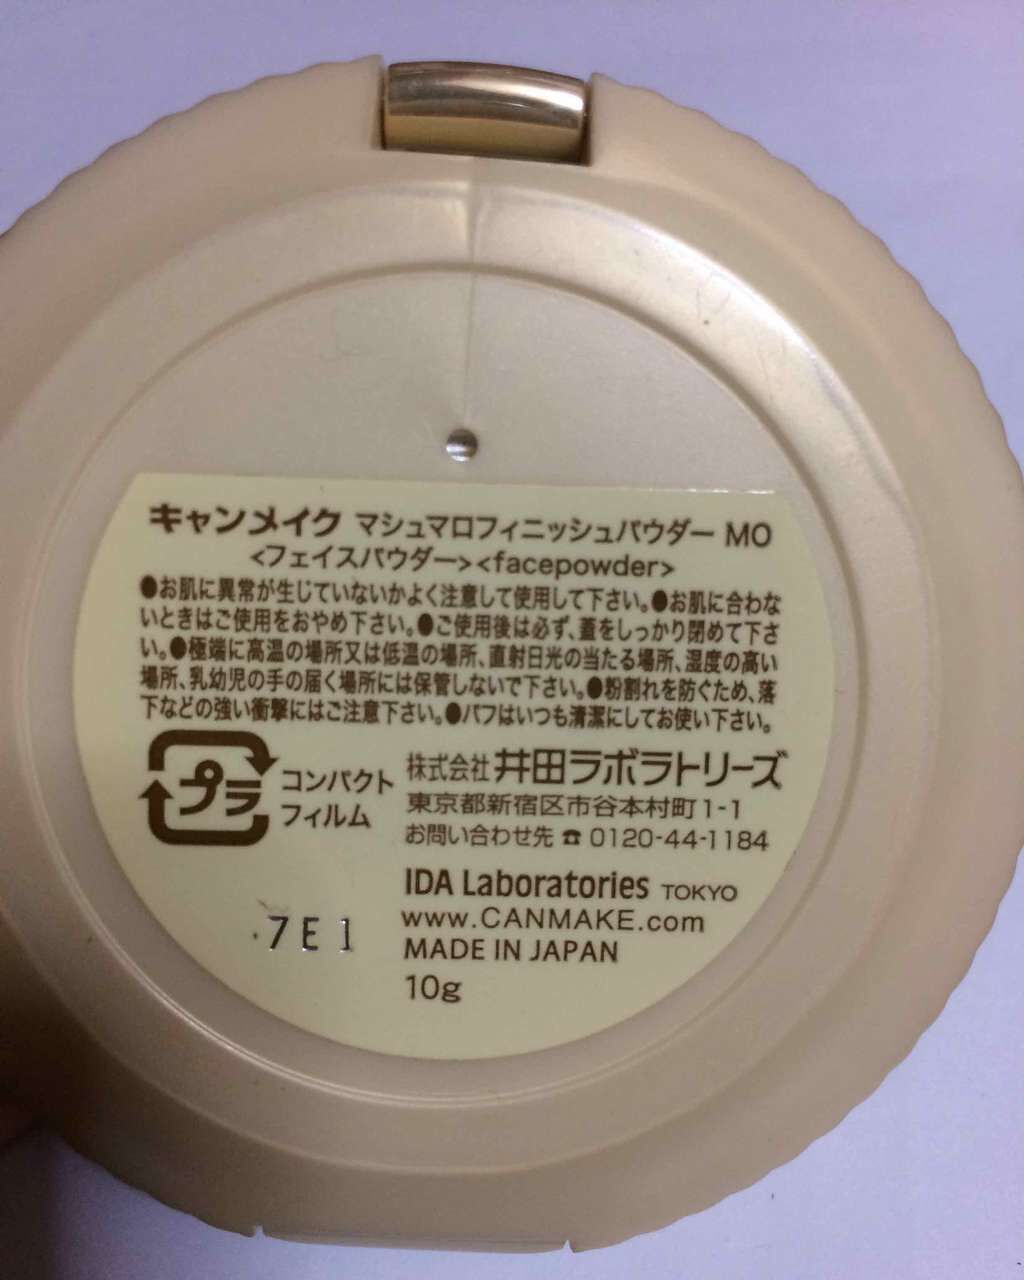 キャンメイク マシュマロフィニッシュパウダー MO
<フェイスパウダー><facepowder>
●お肌に異常が生じていないかよく注意して使用して下さい。●お肌に合わな
いときはご使用をおやめ下さい。●ご使用後は必ず、蓋をしっかり閉めて下さ
い。●極端に高温の場所又は低温の場所、直射日光の当たる場所、湿度の高い
場所、乳幼児の手の届く場所には保管しないで下さい。●粉割れを防ぐため、落
下などの強い衝撃にはご注意下さい。●パフはいつも清潔にしてお使い下さい。
プラ
コンパクト
フィルム
株式会社 井田ラボラトリーズ
東京都新宿区市谷本村町1-1
お問い合わせ先 ☎ 0120-44-1184
IDA Laboratories TOKYO
www.CANMAKE.com
MADE IN JAPAN
10g
7E1